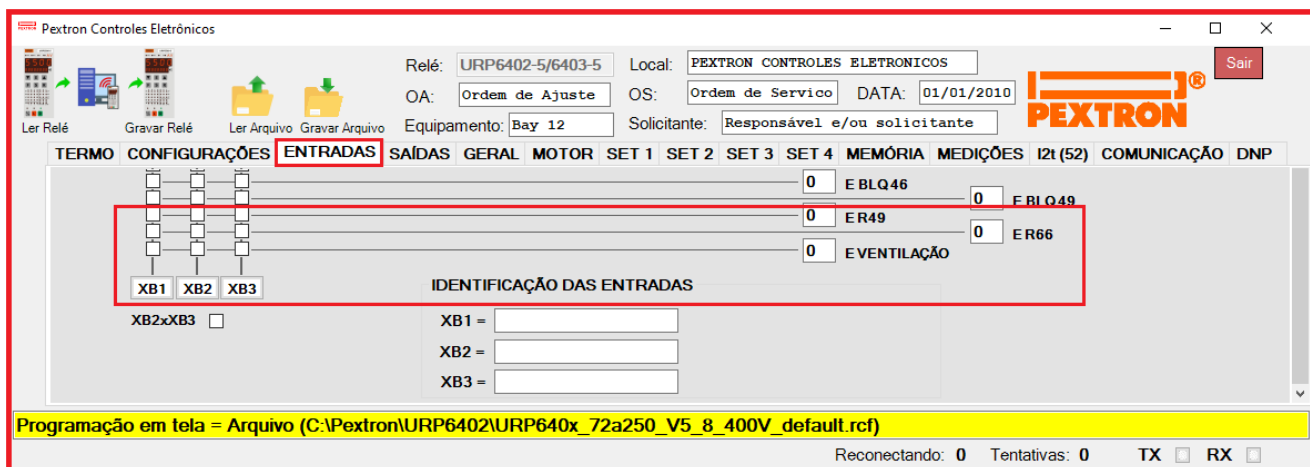 Pextron Controles Eletrônicos
Relé: URP6402-5/6403-5 Local: PEXTRON CONTROLES ELETRONICOS Sair
OA: Ordem de Ajuste OS: Ordem de Servico DATA: 01/01/2010
Ler Relé Gravar Relé Ler Arquivo Gravar Arquivo Equipamento: Bay 12 Solicitante: Responsável e/ou solicitante PEXTRON®
TERMO CONFIGURAÇÕES ENTRADAS SAÍDAS GERAL MOTOR SET 1 SET 2 SET 3 SET 4 MEMÓRIA MEDIÇÕES I2t (52) COMUNICAÇÃO DNP
0 E BLQ46
0 E BLQ49
0 E R49
0 E R66
0 E VENTILAÇÃO
XB1 XB2 XB3 IDENTIFICAÇÃO DAS ENTRADAS
XB2xXB3 XB1 =
XB2 =
XB3 =
Programação em tela = Arquivo (C:\Pextron\URP6402\URP640x_72a250_V5_8_400V_default.rcf)
Reconectando: 0 Tentativas: 0 TX RX